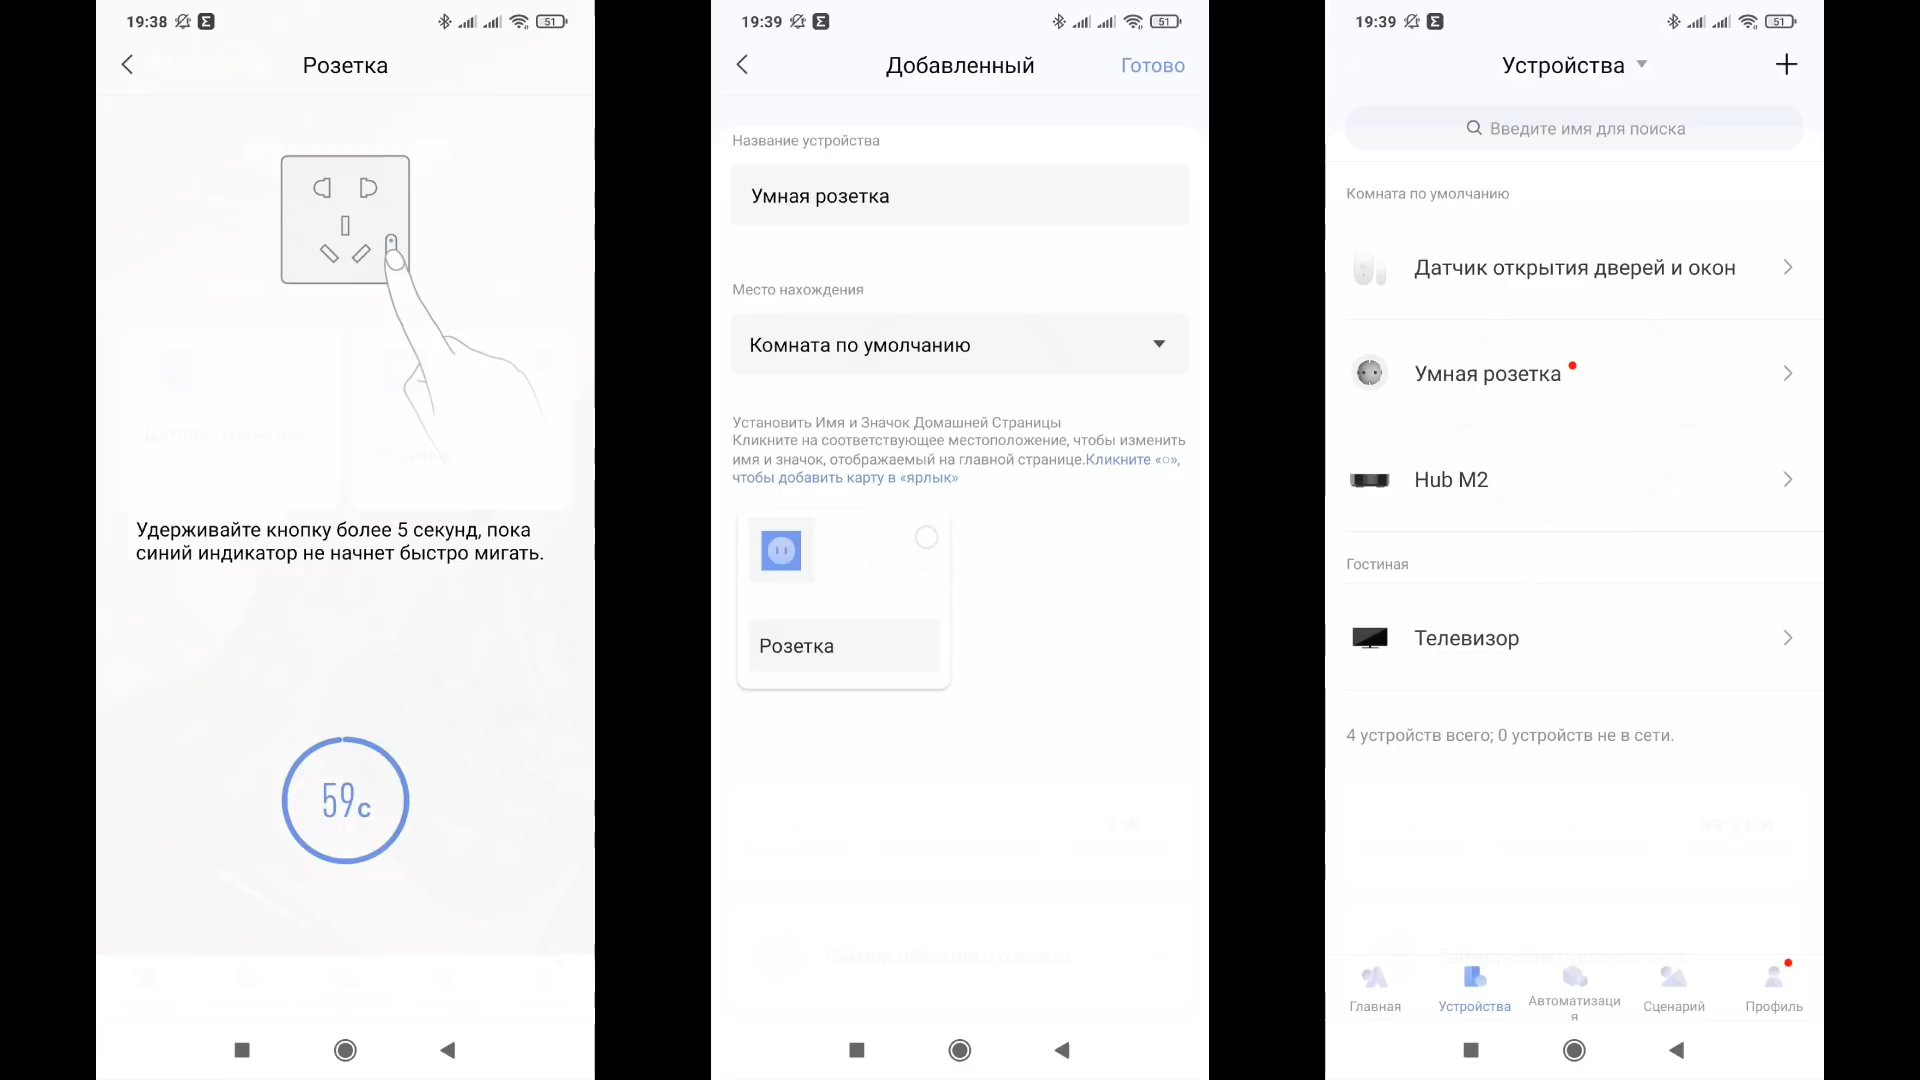 19:38
51
Розетка
Удерживайте кнопку более 5 секунд, пока
синий индикатор не начнет быстро мигать.
59с
19:39
51
Добавленный
Готово
Название устройства
Умная розетка
Место нахождения
Комната по умолчанию
Установить Имя и Значок Домашней Страницы
Кликните на соответствующее местоположение, чтобы изменить
имя и значок, отображаемый на главной странице.Кликните «○»,
чтобы добавить карту в «ярлык»
Розетка
19:39
51
Устройства
Введите имя для поиска
Комната по умолчанию
Датчик открытия дверей и окон
Умная розетка
Hub M2
Гостиная
Телевизор
4 устройств всего; 0 устройств не в сети.
Главная
Устройства
Автоматизаци
я
Сценарий
Профиль